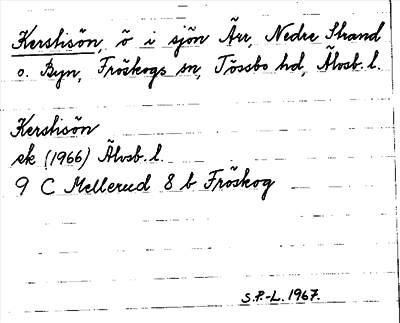 Kerstisön, ö i sjön Ärr, Nedre Strand
o. Byn, Fröskogs sn, Tössbo hd, Älvsb. l.
Kerstisön
ek (1966) Älvsb. l.
9 C Mellerud 8 b Fröskog
S.P.-L. 1967.